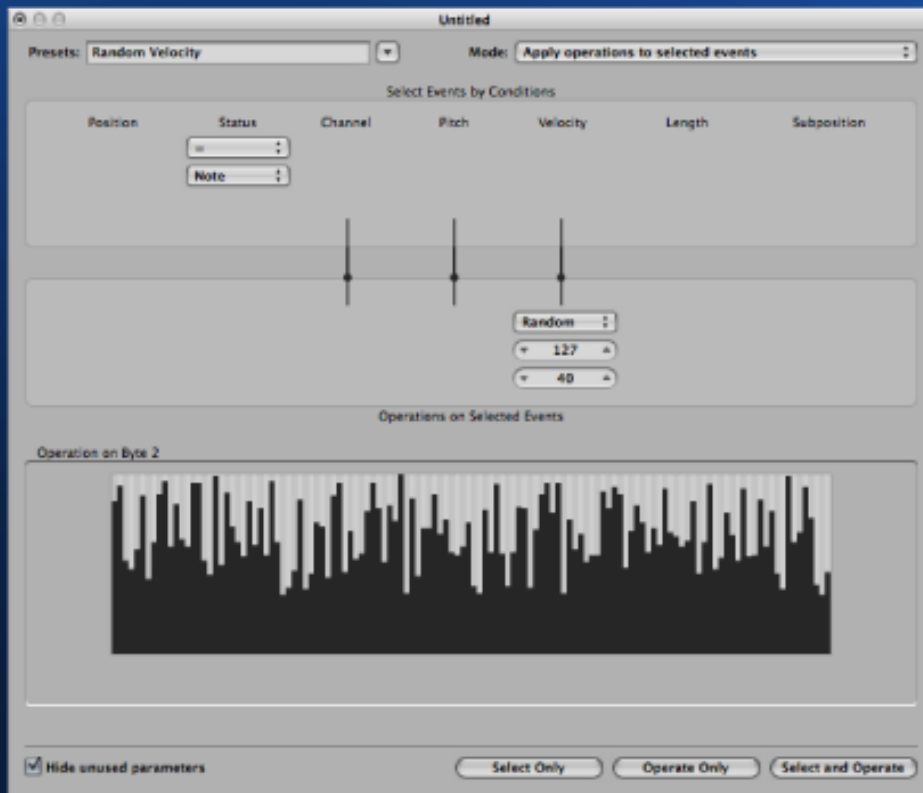 Untitled
Presets: Random Velocity Mode: Apply operations to selected events
Select Events by Conditions
Position Status Channel Pitch Velocity Length Subposition
=
Note
Random
127
40
Operations on Selected Events
Operation on Byte 2
Hide unused parameters Select Only Operate Only Select and Operate